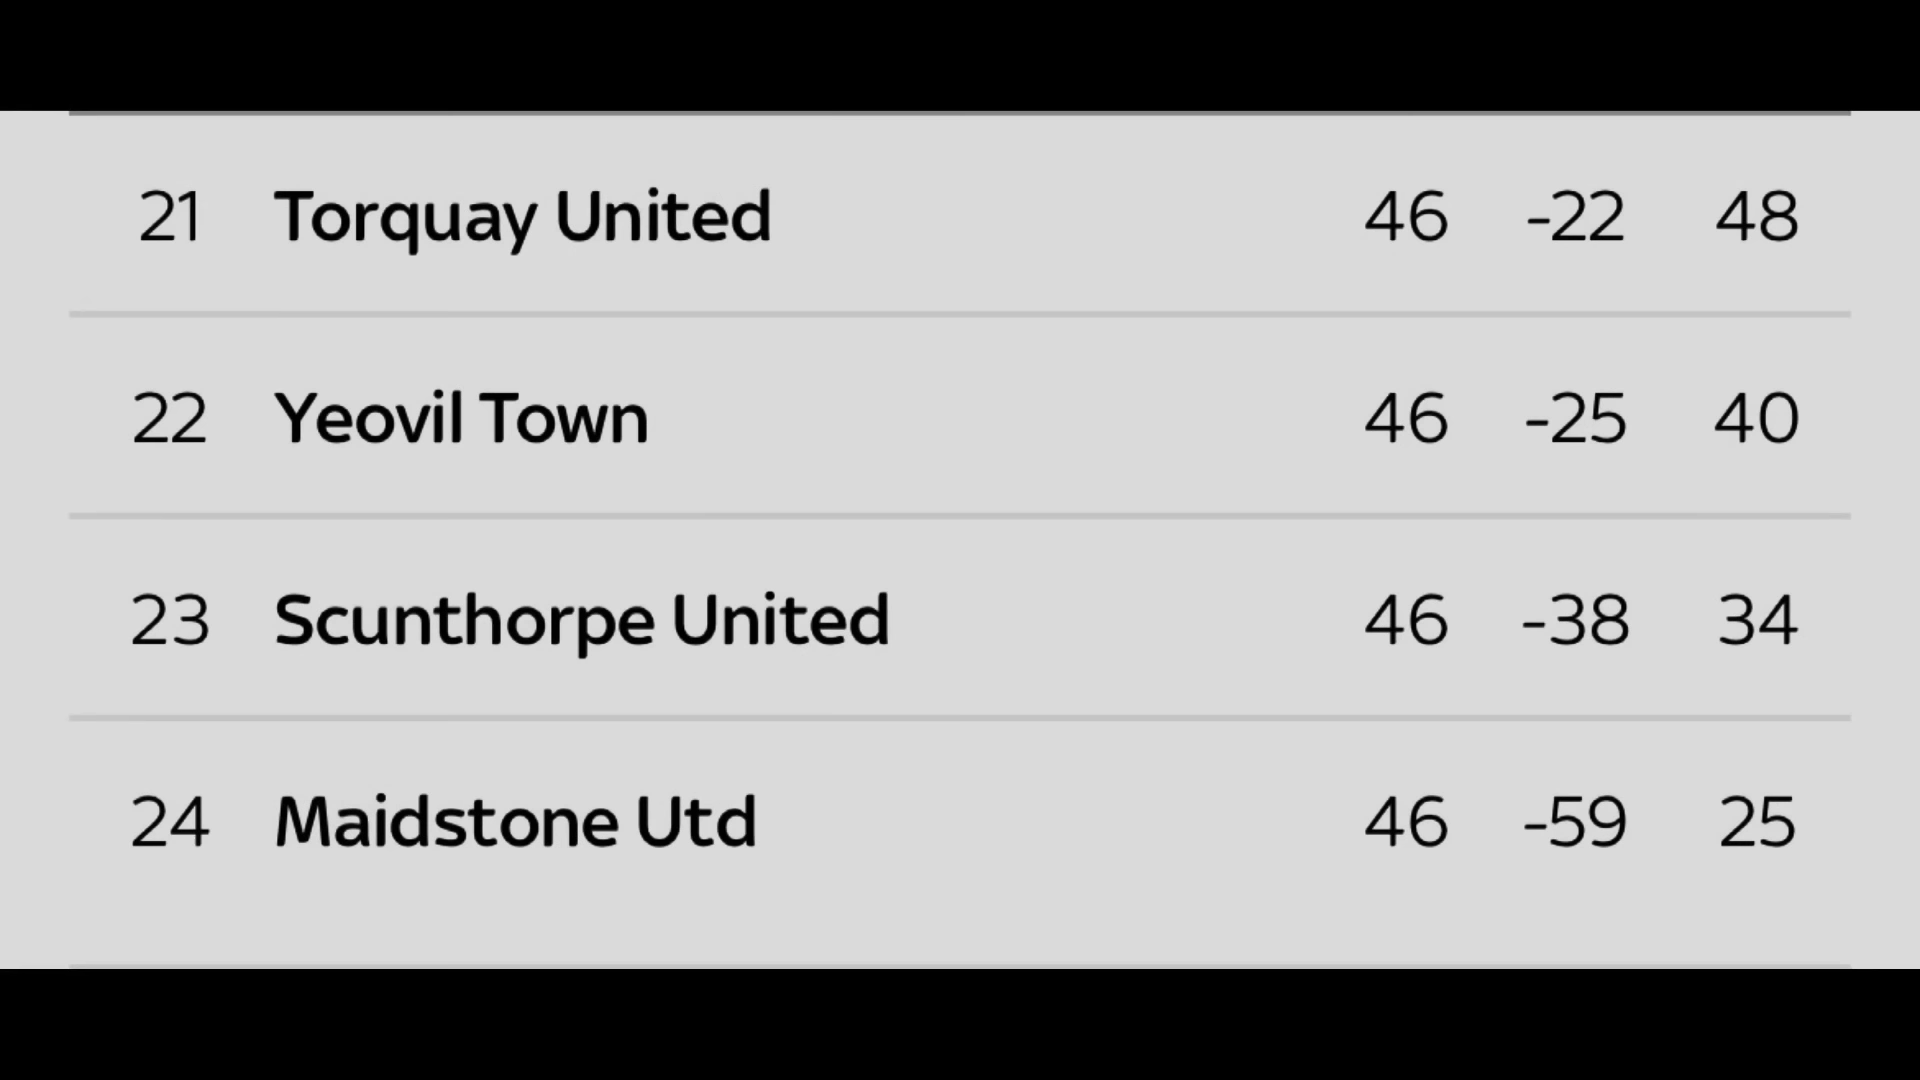 21 Torquay United 46 -22 48
22 Yeovil Town 46 -25 40
23 Scunthorpe United 46 -38 34
24 Maidstone Utd 46 -59 25